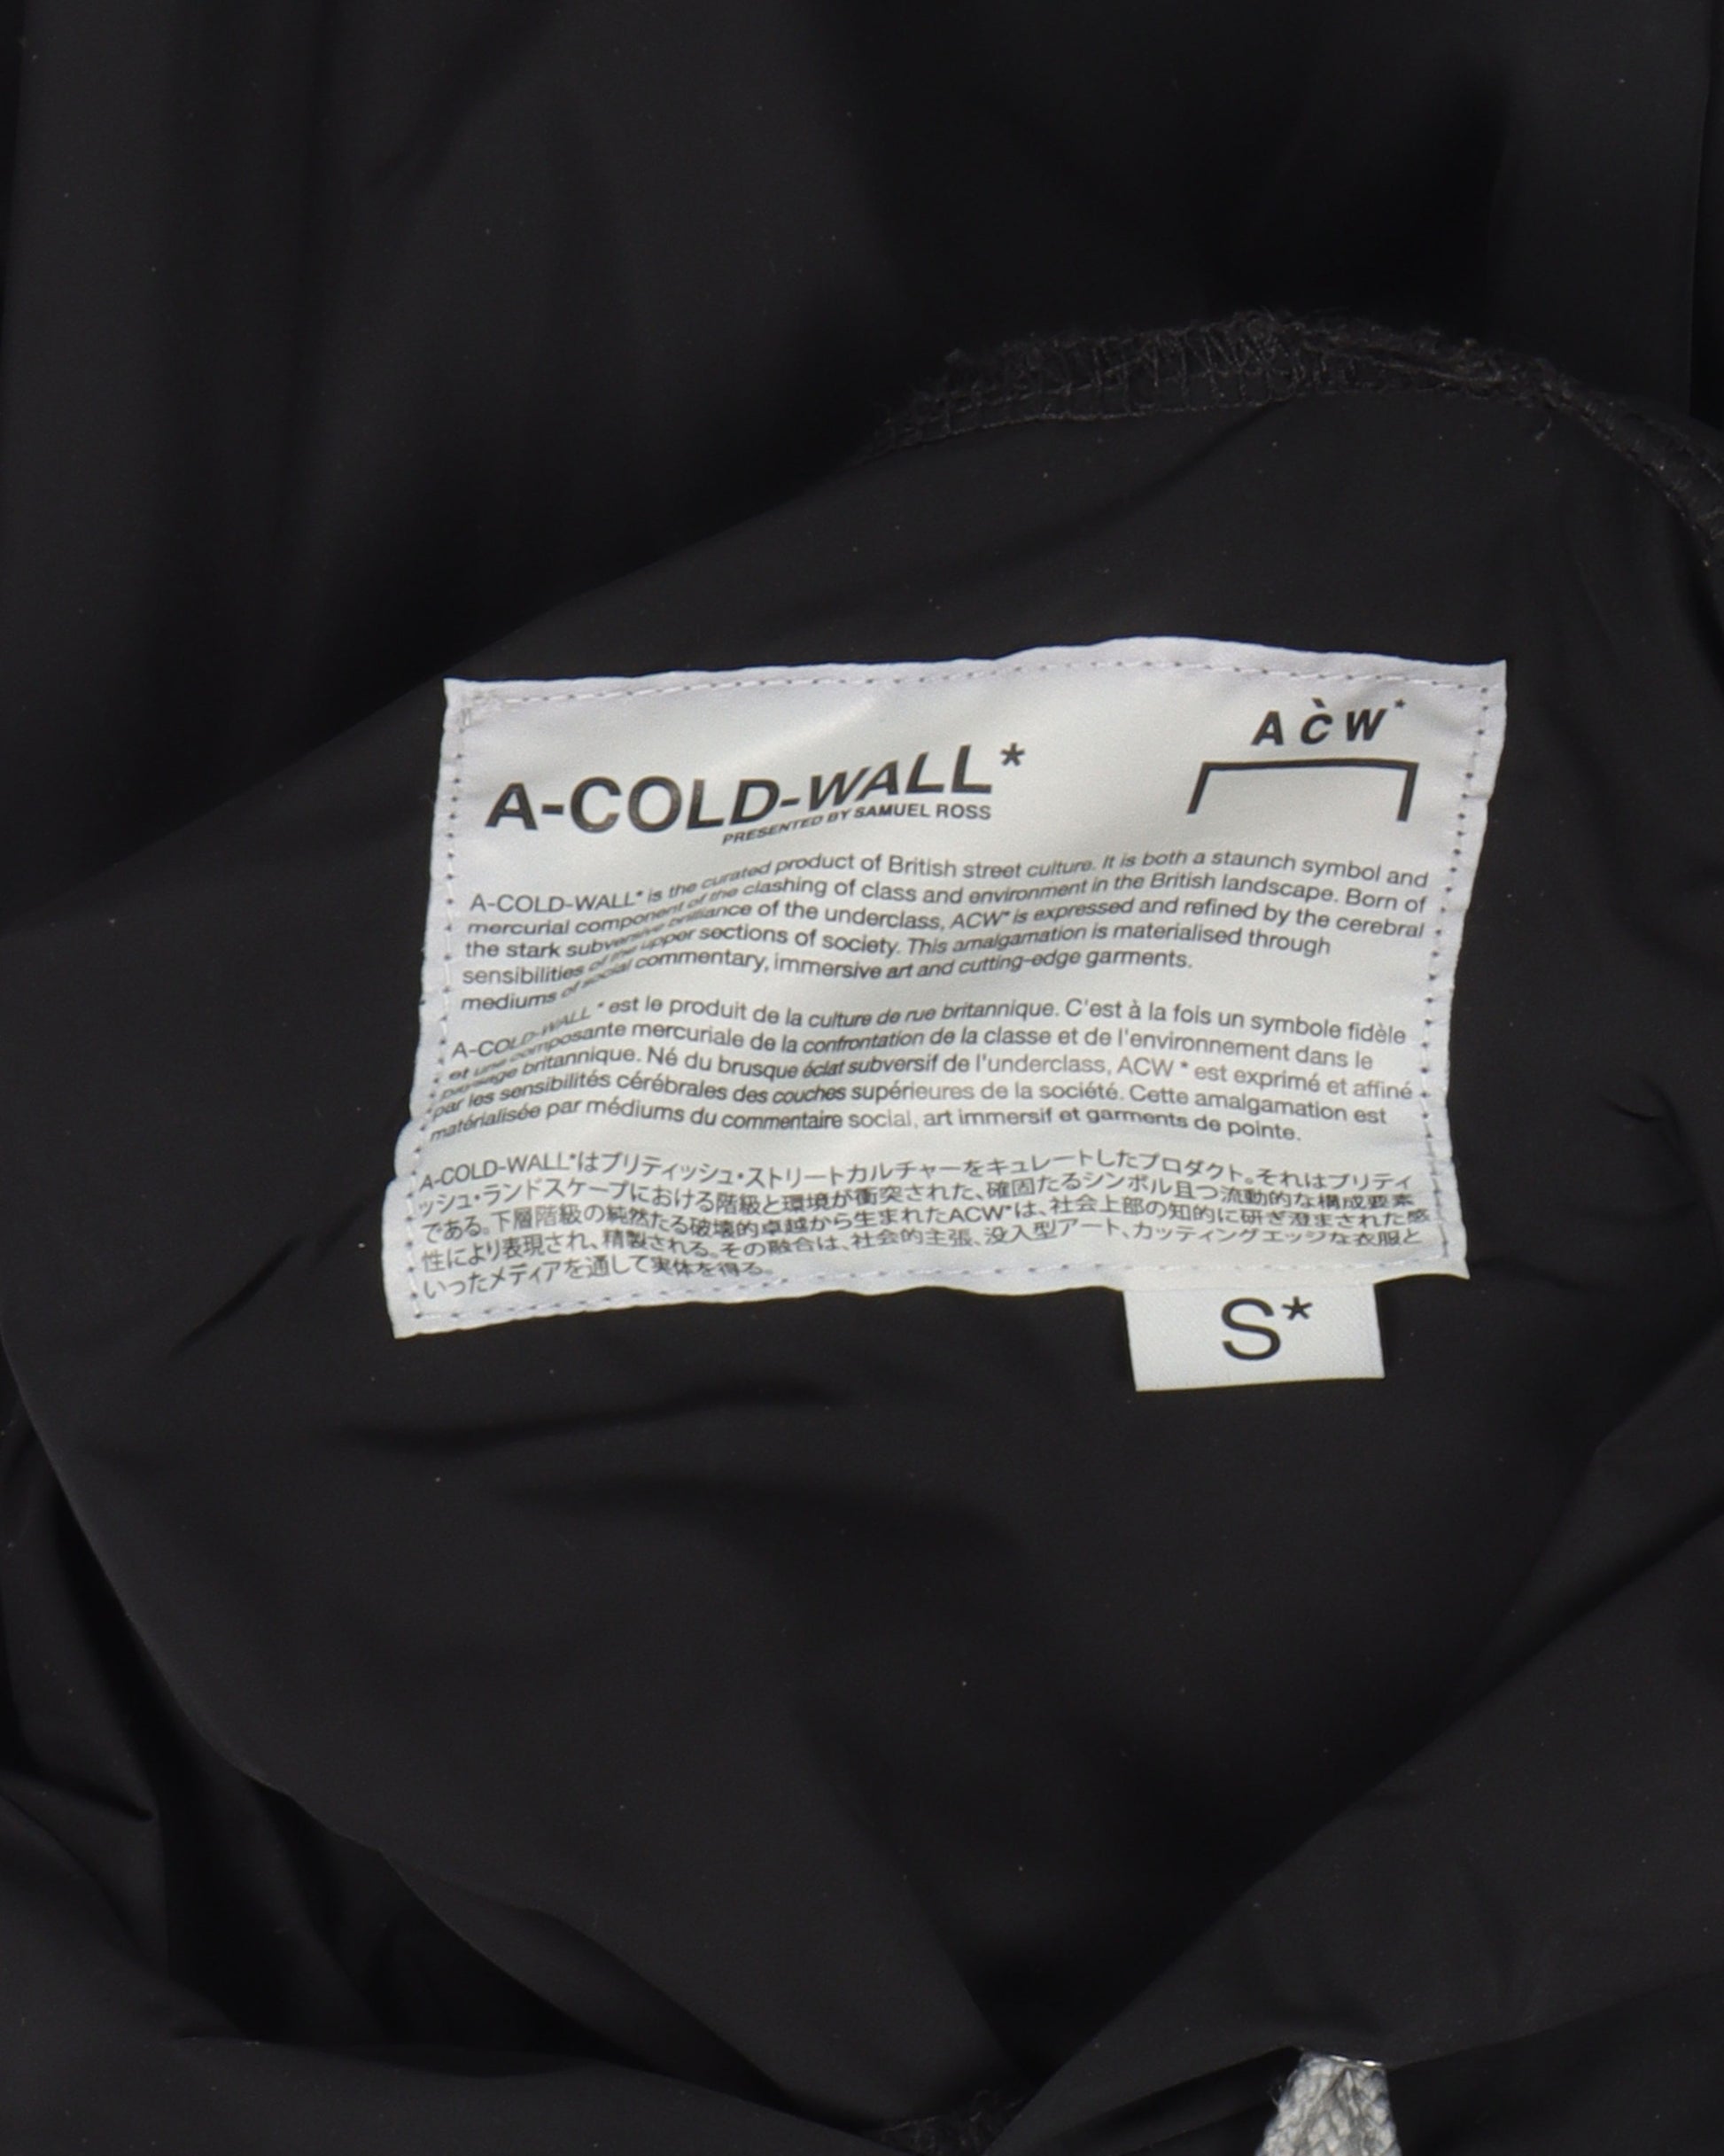 A-COLD-WALL*
PRESENTED BY SAMUEL ROSS
AĊ̀W*
A-COLD-WALL* is the curated product of British street culture. It is both a staunch symbol and
mercurial component of the clashing of class and environment in the British landscape. Born of
the stark subversive brilliance of the underclass, ACW* is expressed and refined by the cerebral
sensibilities of the upper sections of society. This amalgamation is materialised through
mediums of social commentary, immersive art and cutting-edge garments.
A-COLD-WALL * est le produit de la culture de rue britannique. C'est à la fois un symbole fidèle
et une composante mercuriale de la confrontation de la classe et de l'environnement dans le
paysage britannique. Né du brusque éclat subversif de l'underclass, ACW * est exprimé et affiné
par les sensibilités cérébrales des couches supérieures de la société. Cette amalgamation est
matérialisée par médiums du commentaire social, art immersif et garments de pointe.
A-COLD-WALL*はブリティッシュ・ストリートカルチャーをキュレートしたプロダクト。それはブリティ
ッシュ・ランドスケープにおける階級と環境が衝突された、確固たるシンボル且つ流動的な構成要素
である。下層階級の純然たる破壊的卓越から生まれたACW*は、社会上部の知的に研ぎ澄まされた感
性により表現され、精製される。その融合は、社会的主張、没入型アート、カッティングエッジな衣服と
いったメディアを通して実体を得る。
S*